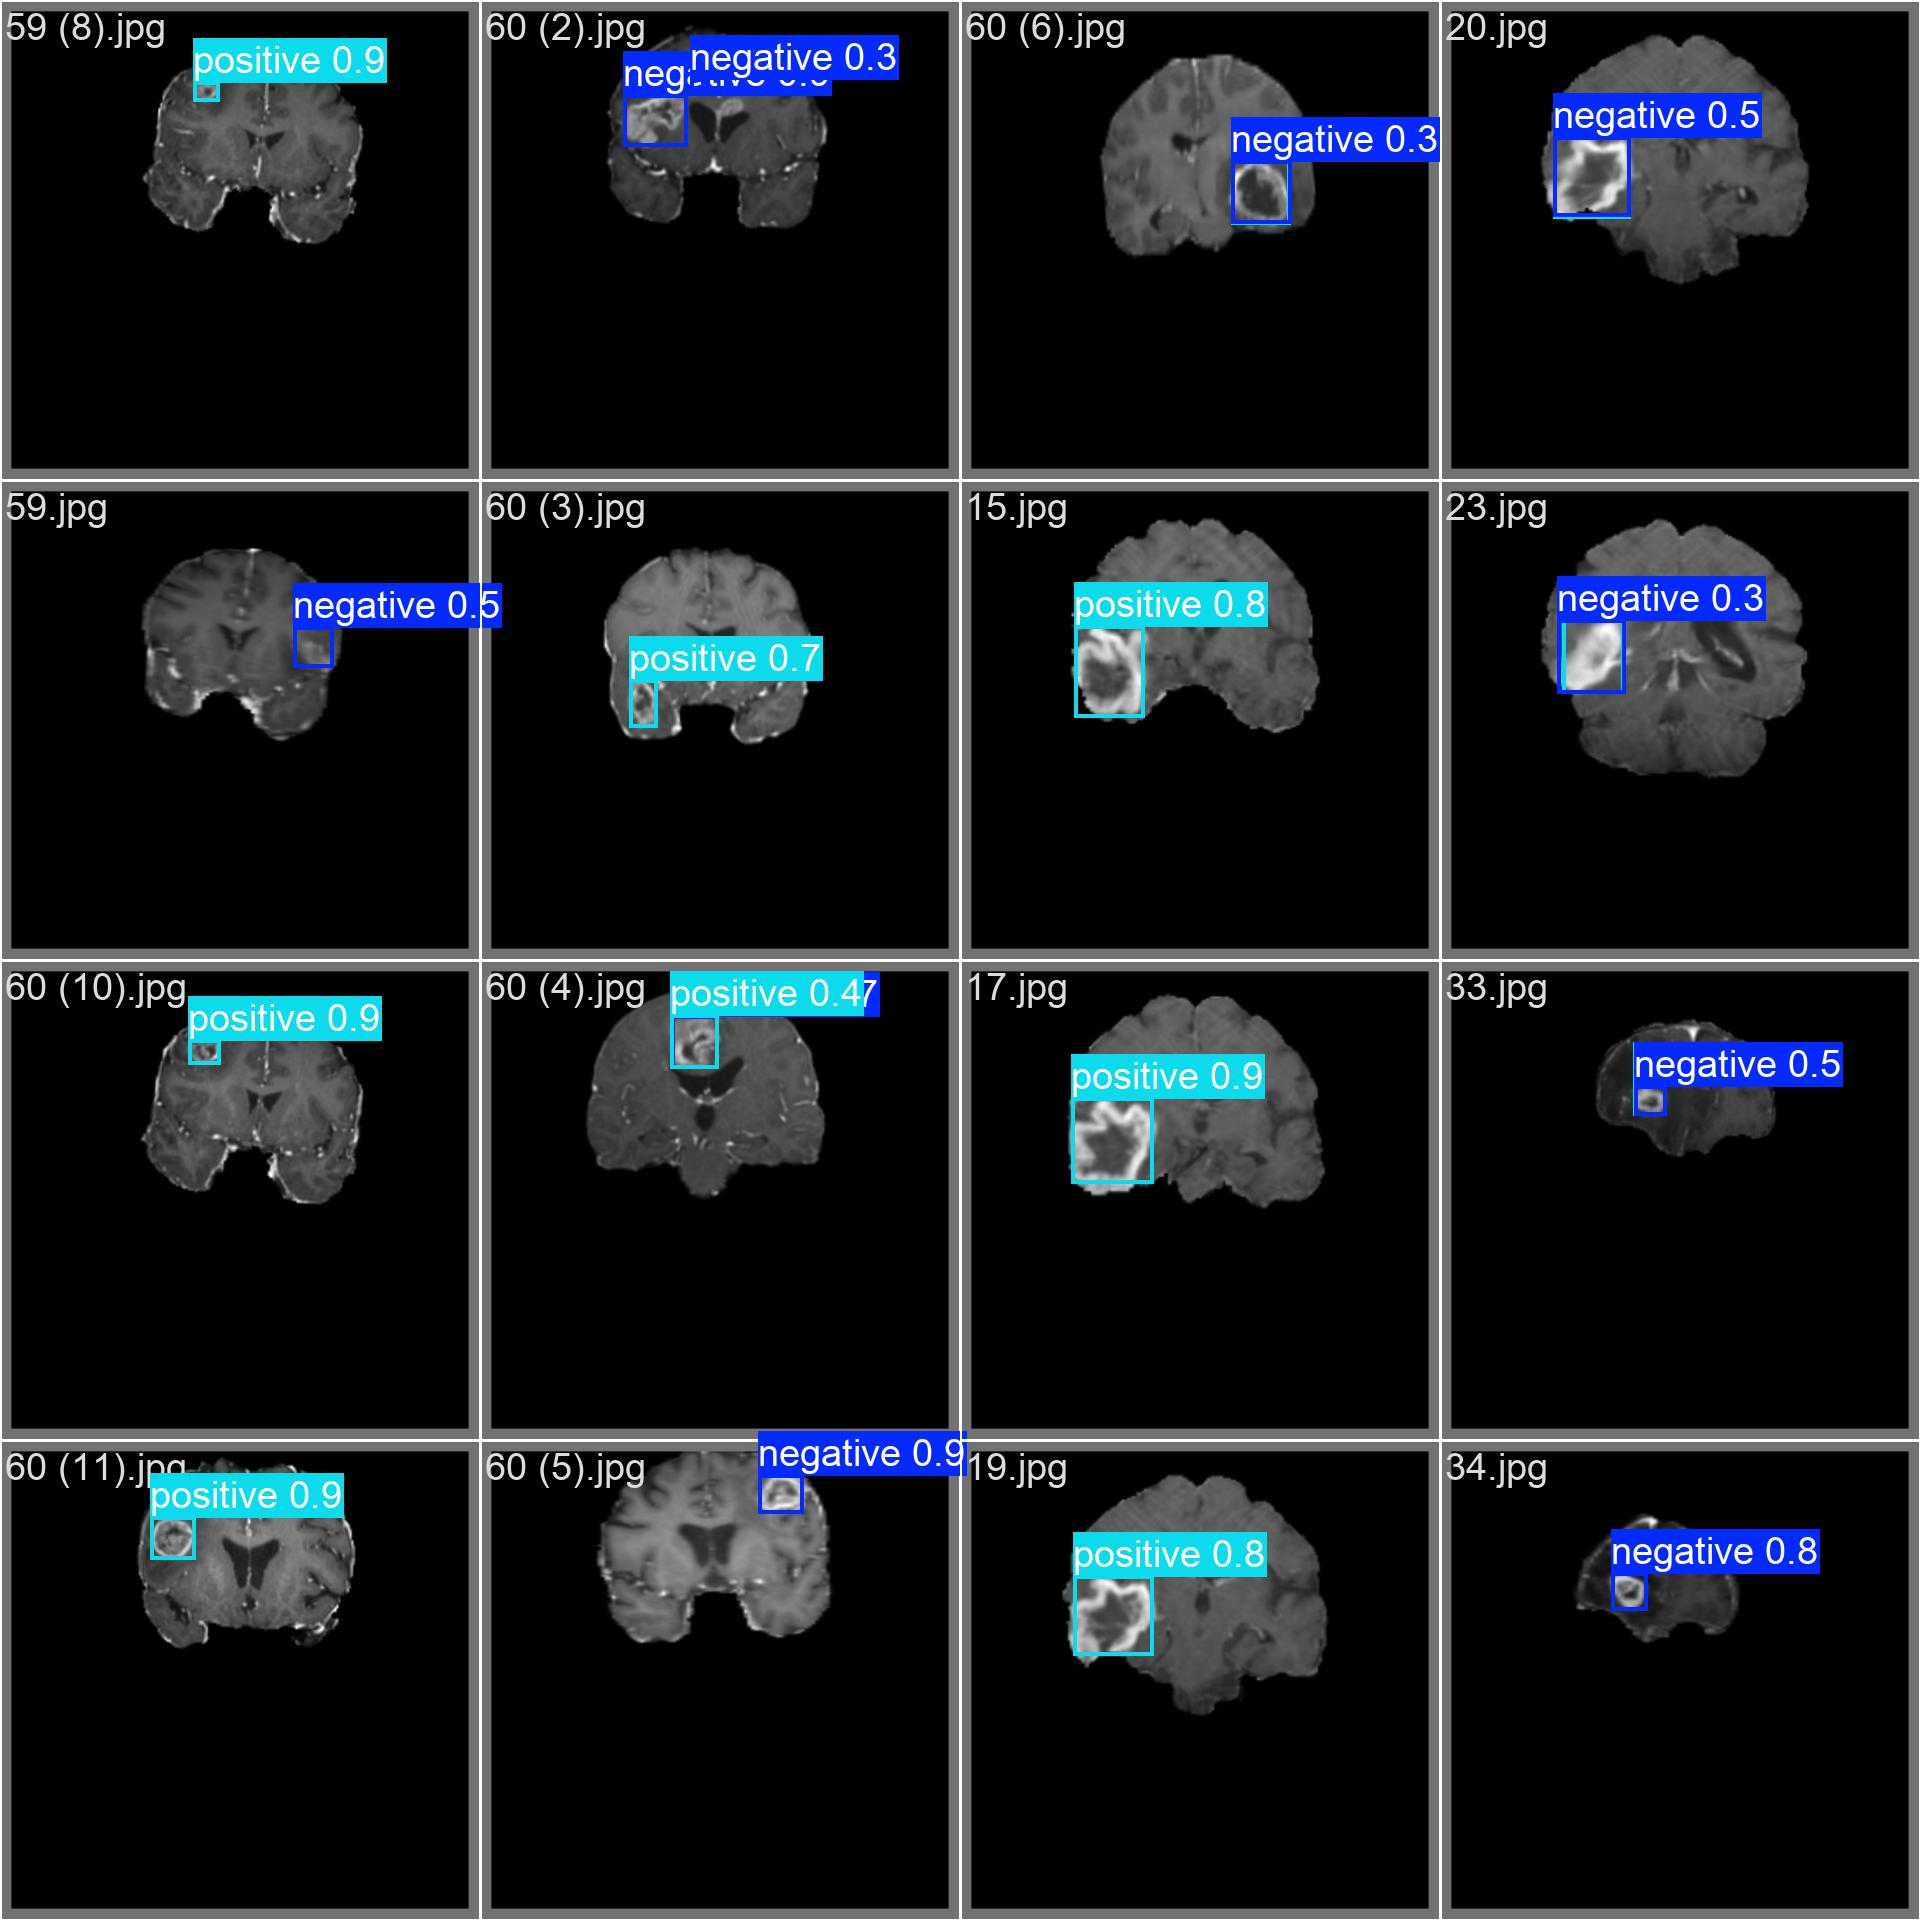 59 (8).jpg
positive 0.9
60 (2).jpg
negative 0.3
60 (6).jpg
negative 0.3
20.jpg
negative 0.5
59.jpg
negative 0.5
60 (3).jpg
positive 0.7
15.jpg
positive 0.8
23.jpg
negative 0.3
60 (10).jpg
positive 0.9
60 (4).jpg
positive 0.4
7
17.jpg
positive 0.9
33.jpg
negative 0.5
60 (11).jpg
positive 0.9
60 (5).jpg
negative 0.9
19.jpg
positive 0.8
34.jpg
negative 0.8